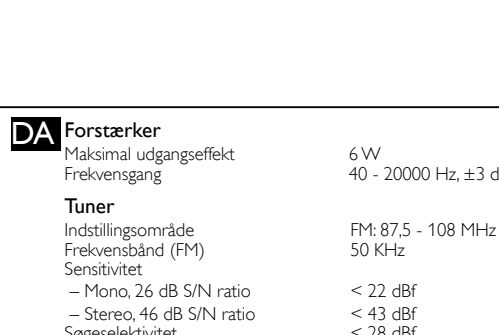 DA Forstærker
Maksimal udgangseffekt 6 W
Frekvensgang 40 - 20000 Hz, ±3 d
Tuner
Indstillingsområde FM: 87,5 - 108 MHz
Frekvensbånd (FM) 50 KHz
Sensitivitet
– Mono, 26 dB S/N ratio < 22 dBf
– Stereo, 46 dB S/N ratio < 43 dBf
Søgeselektivitet < 28 dBf